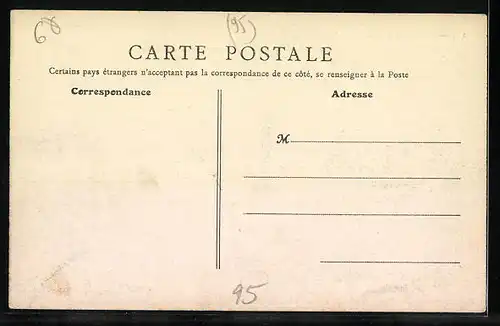 68 (95)
CARTE POSTALE
Certains pays étrangers n'acceptant pas la correspondance de ce côté, se renseigner à la Poste
Correspondance Adresse
M
95